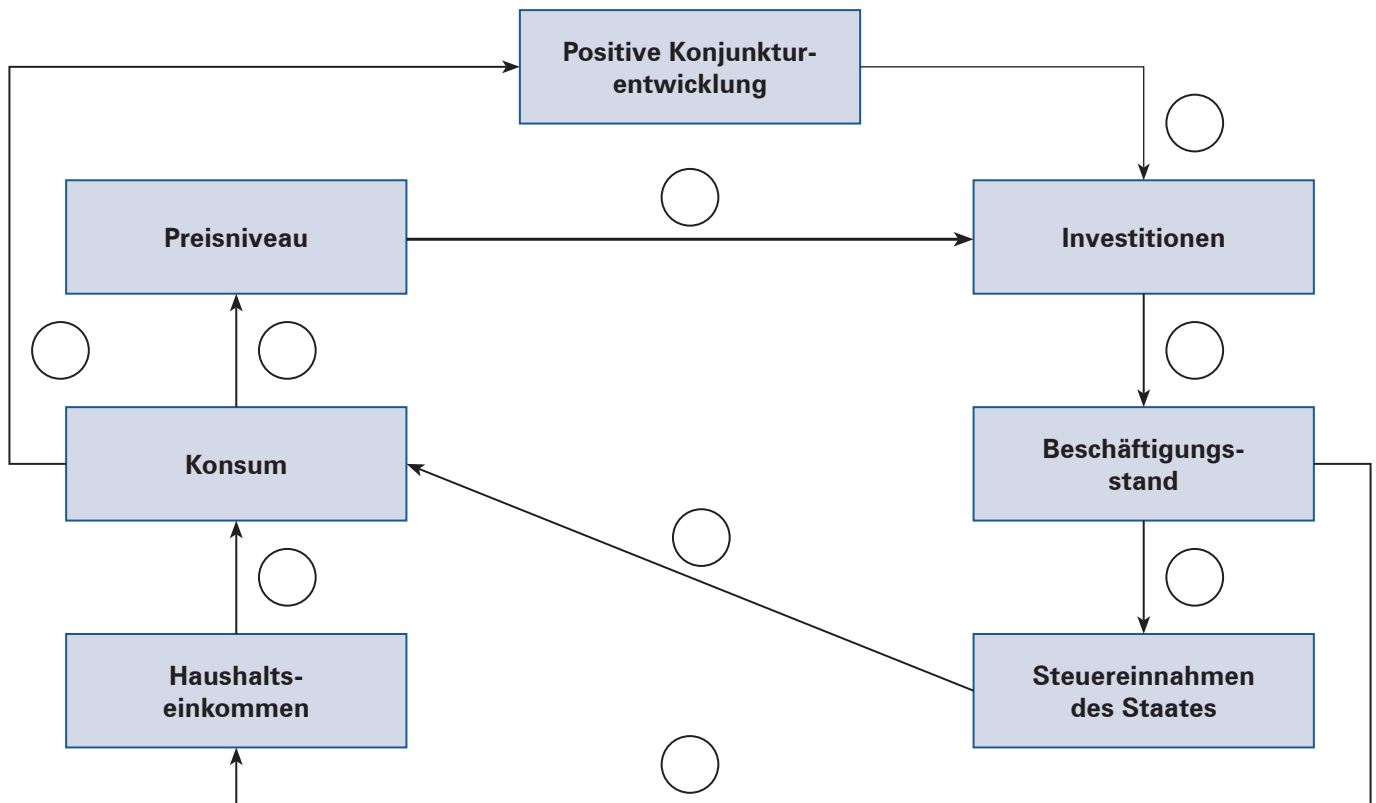 Positive Konjunktur-
entwicklung
Preisniveau
Investitionen
Konsum
Beschäftigungs-
stand
Haushalts-
einkommen
Steuereinnahmen
des Staates